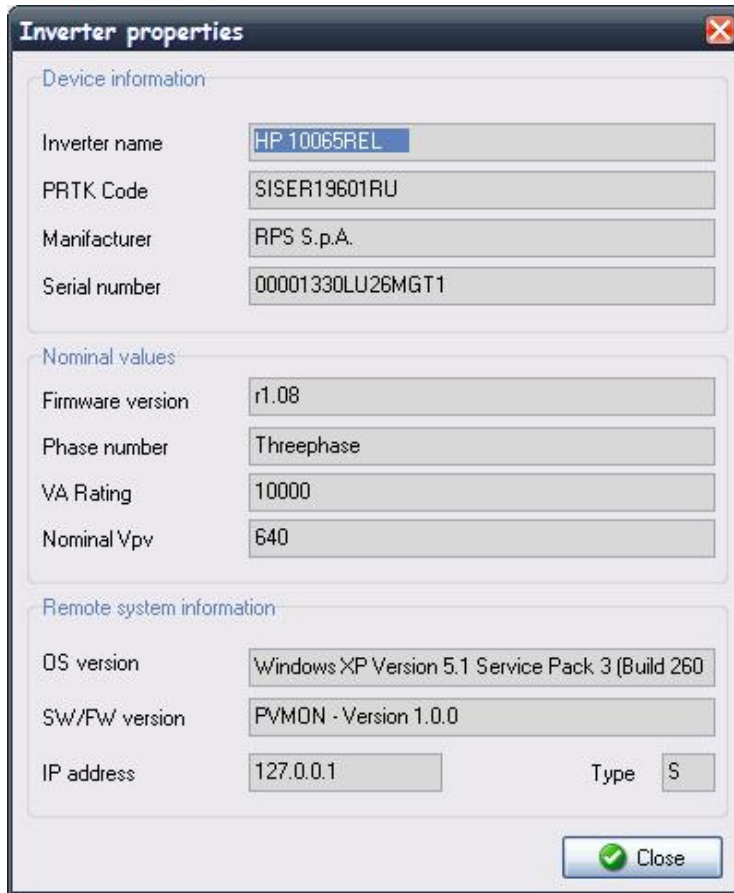 Inverter properties
Device information
Inverter name HP 10065REL
PRTK Code SISER19601RU
Manifacturer RPS S.p.A.
Serial number 00001330LU26MGT1
Nominal values
Firmware version r1.08
Phase number Threephase
VA Rating 10000
Nominal Vpv 640
Remote system information
OS version Windows XP Version 5.1 Service Pack 3 (Build 260
SW/FW version PVMON - Version 1.0.0
IP address 127.0.0.1 Type S
Close